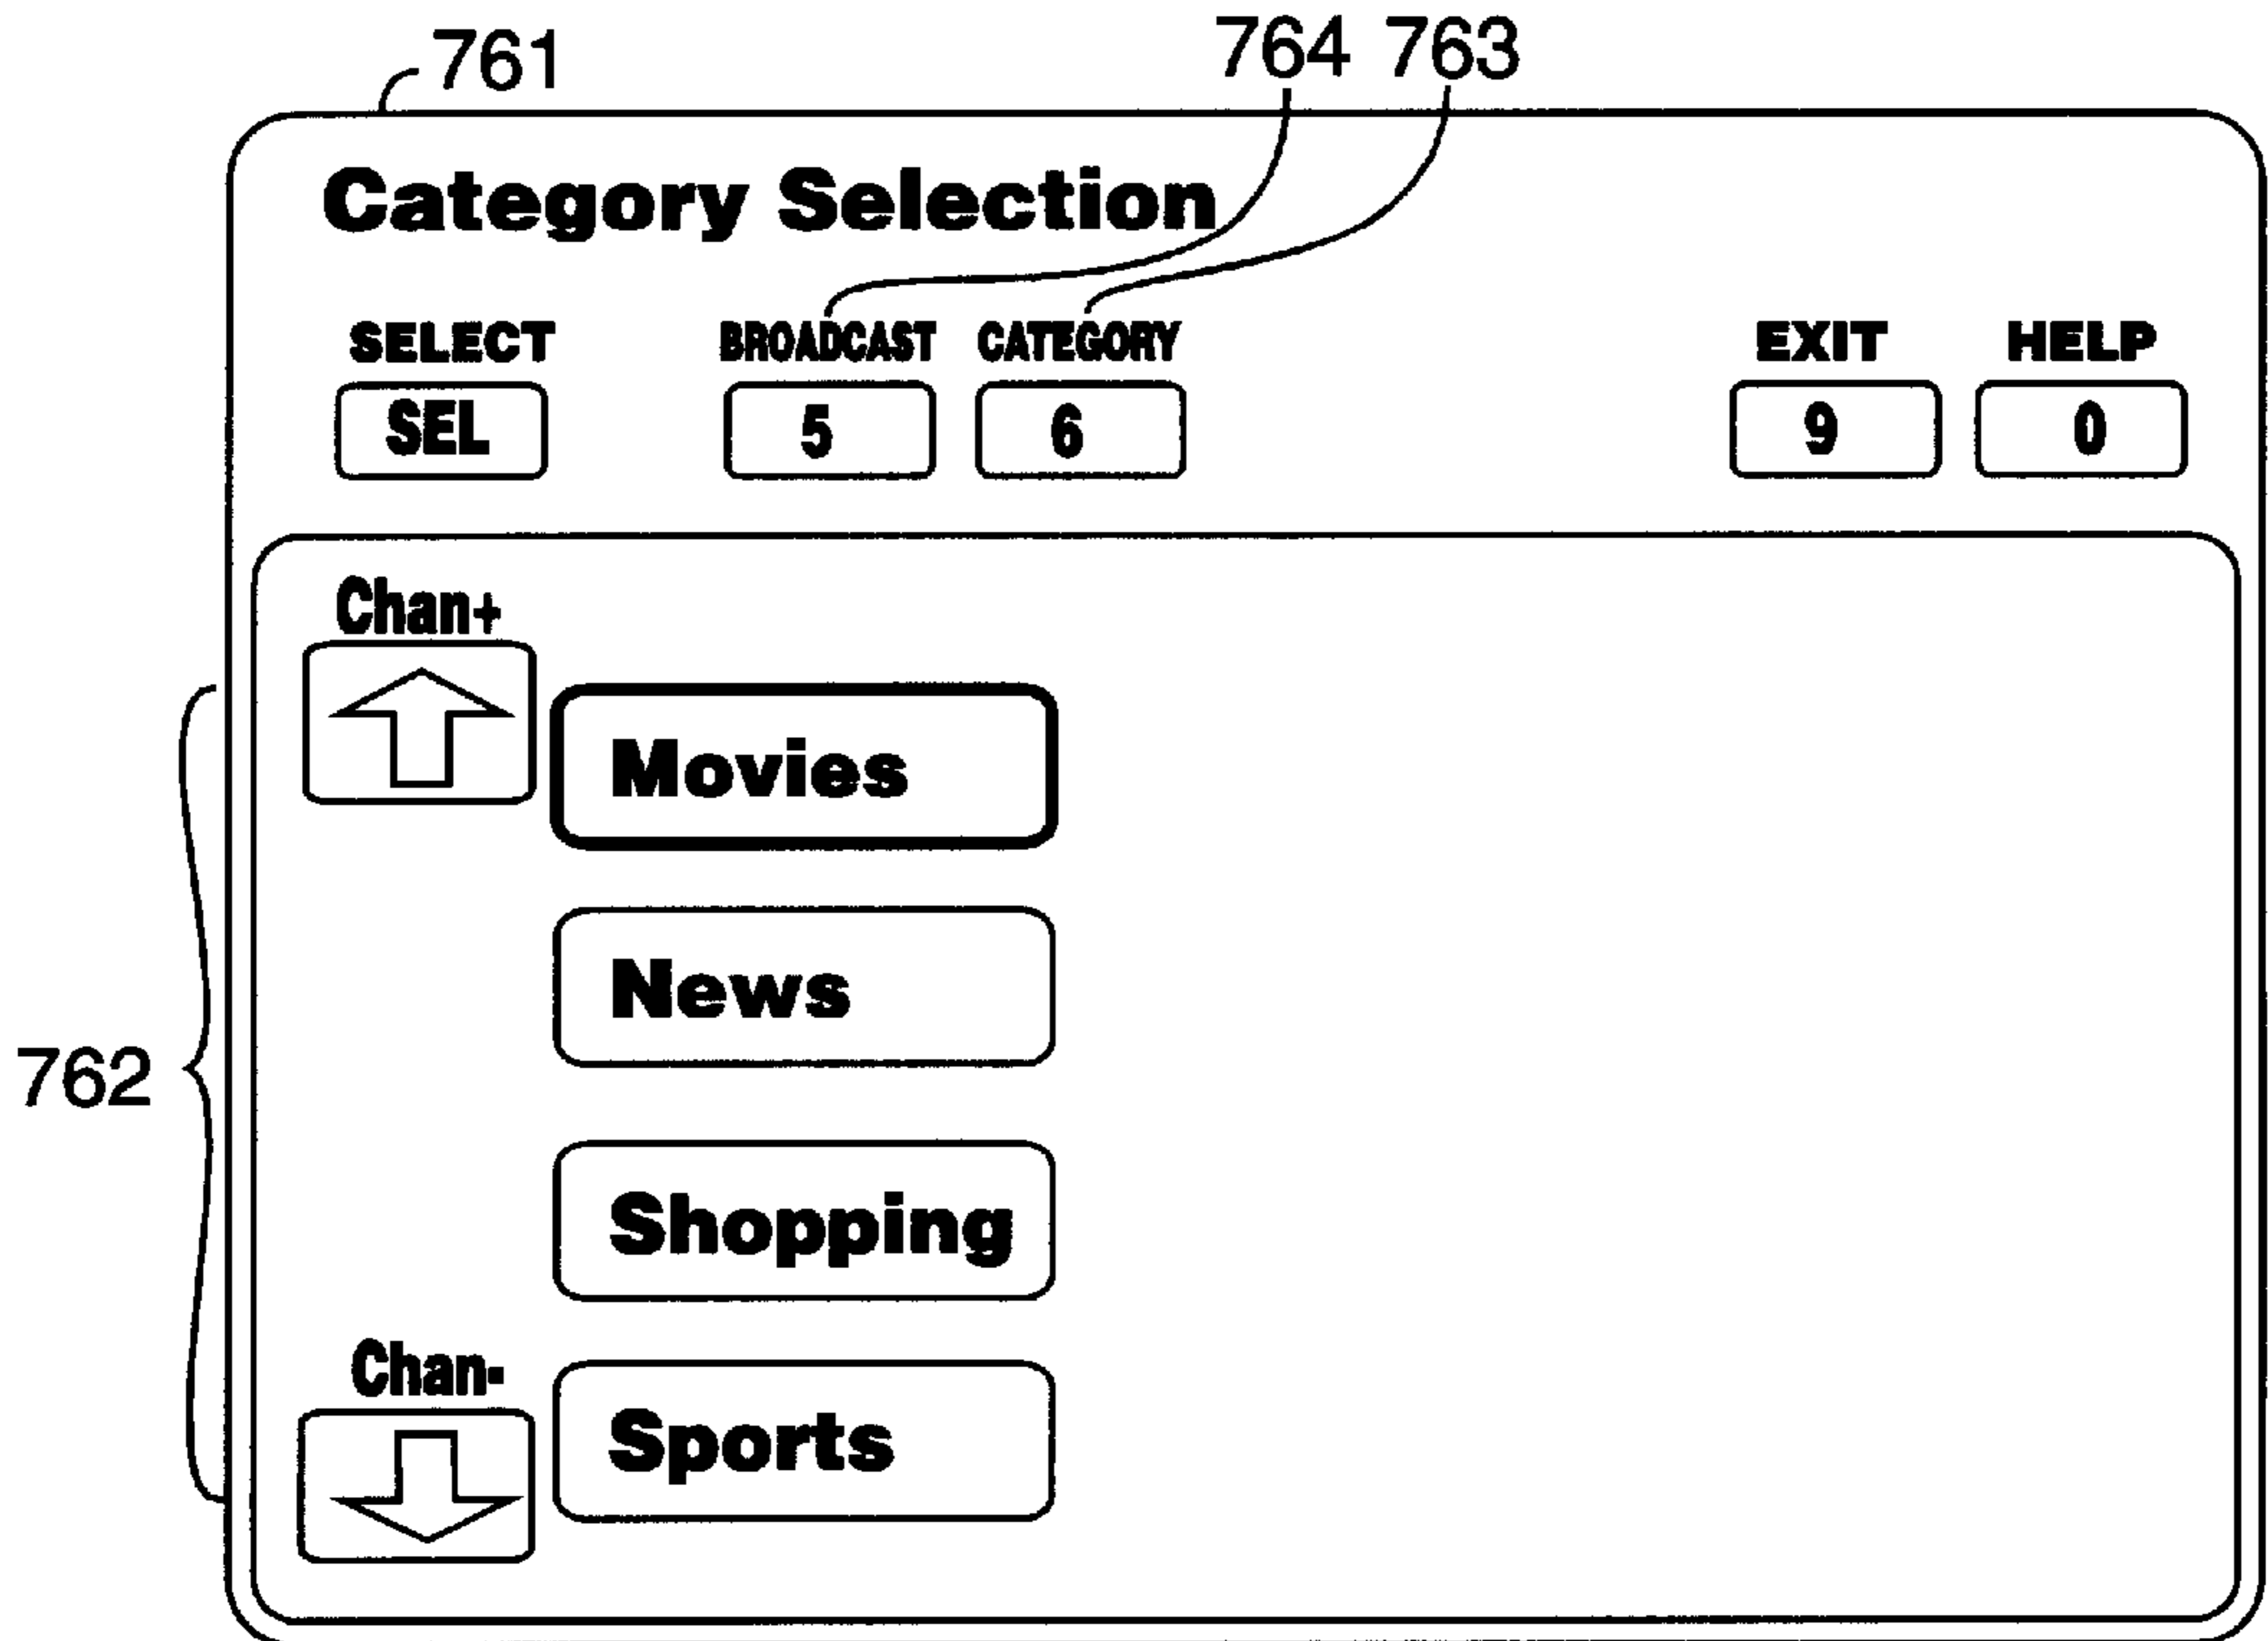 761 764 763
Category Selection
SELECT BROADCAST CATEGORY EXIT HELP
SEL 5 6 9 0
Chan+
Movies
News
762
Shopping
Chan-
Sports